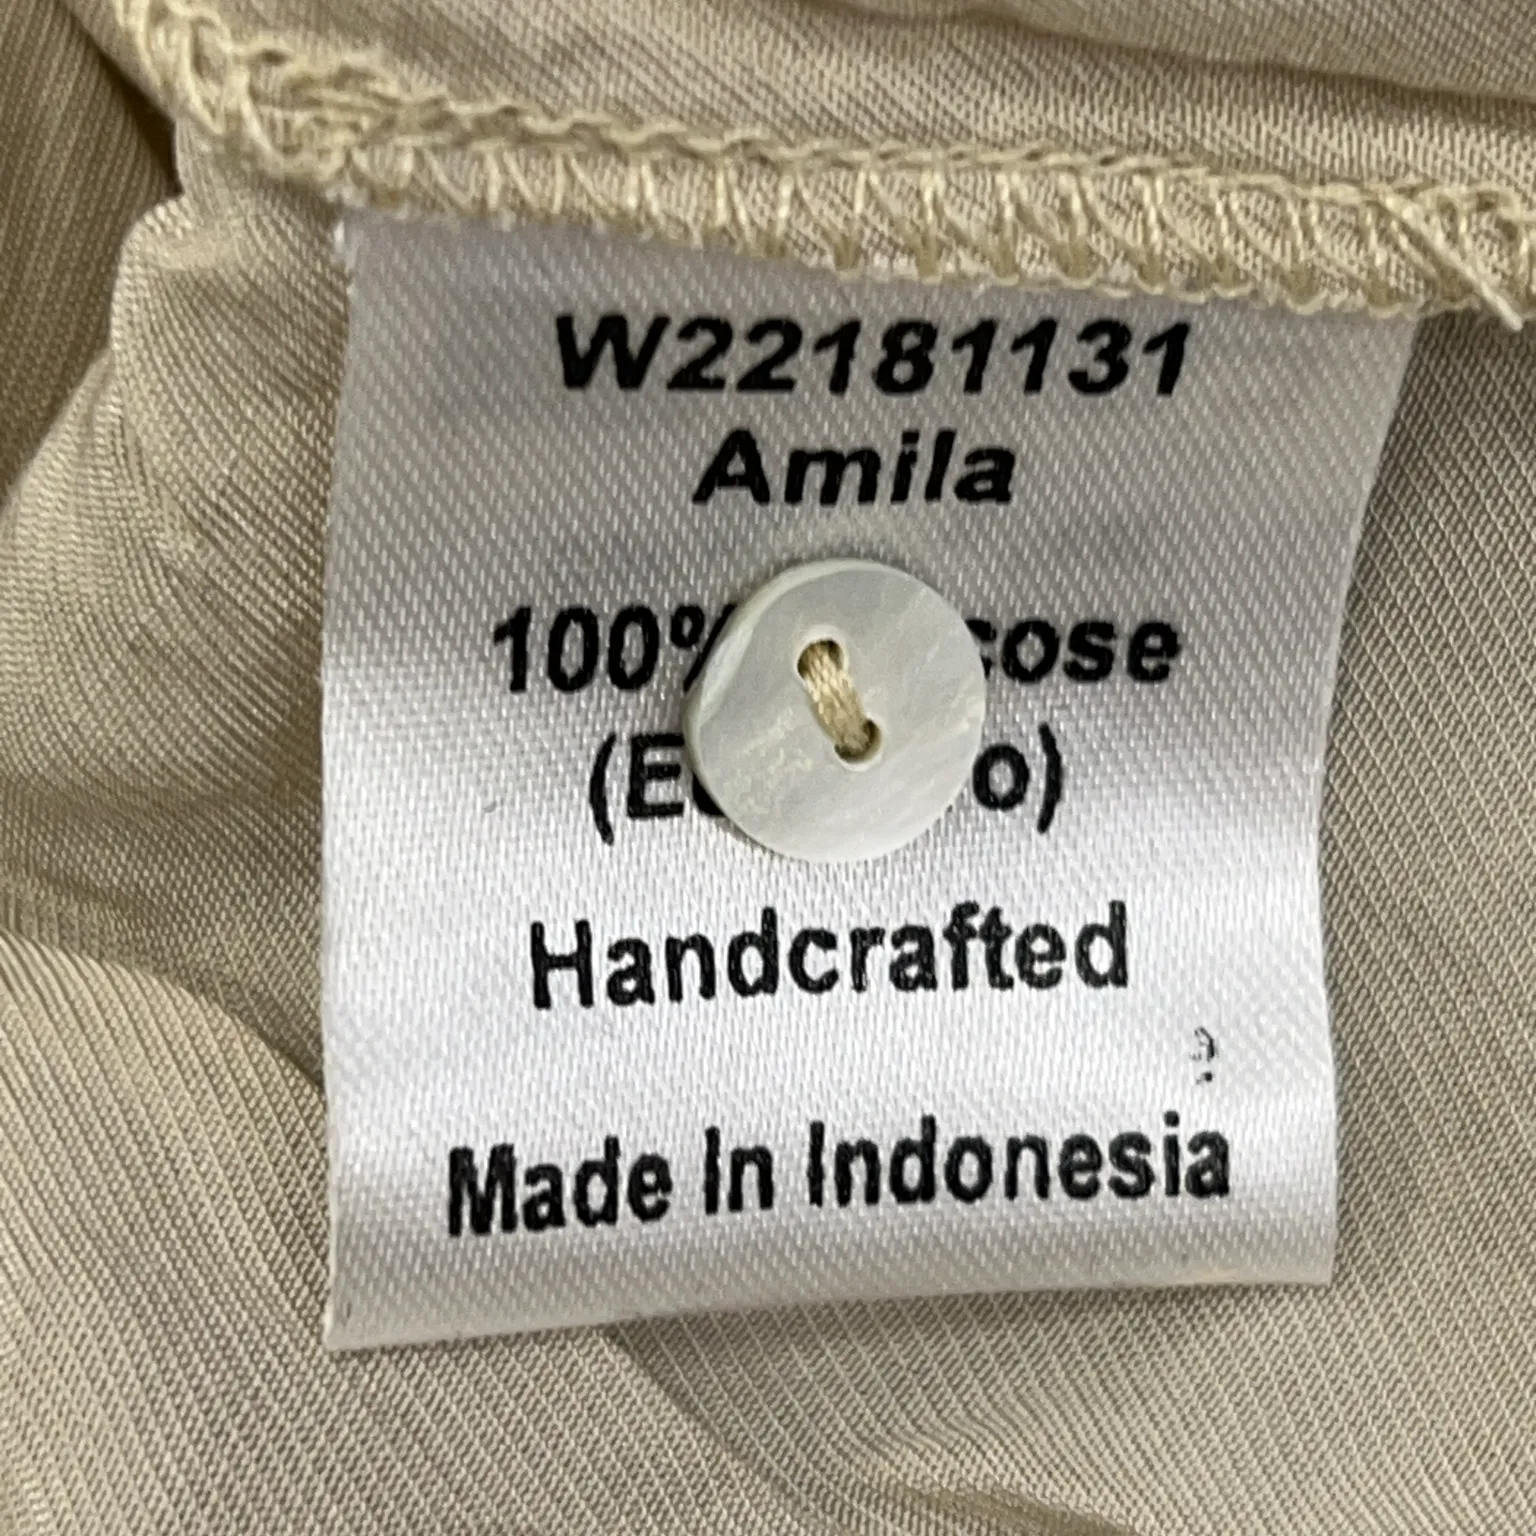 W22181131
Amila
100%
Handcrafted
Made In Indonesia